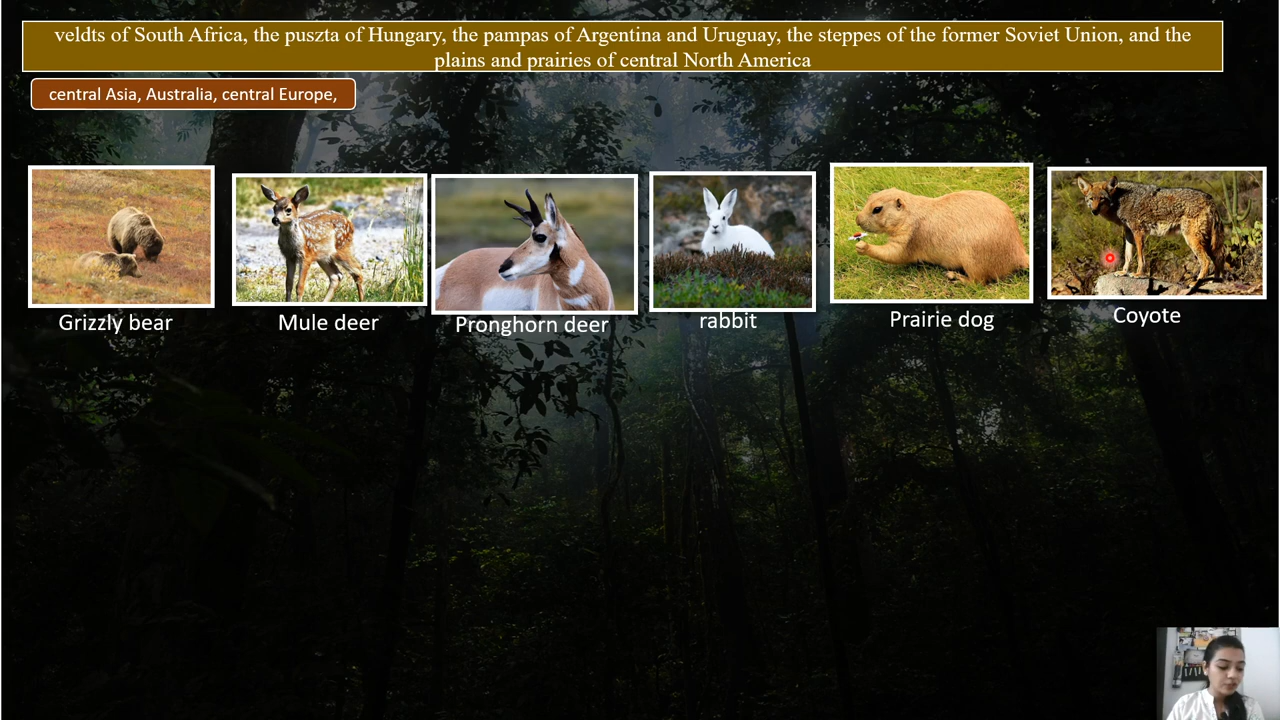 veldts of South Africa, the puszta of Hungary, the pampas of Argentina and Uruguay, the steppes of the former Soviet Union, and the
plains and prairies of central North America
central Asia, Australia, central Europe,
Grizzly bear
Mule deer
Pronghorn deer
rabbit
Prairie dog
Coyote